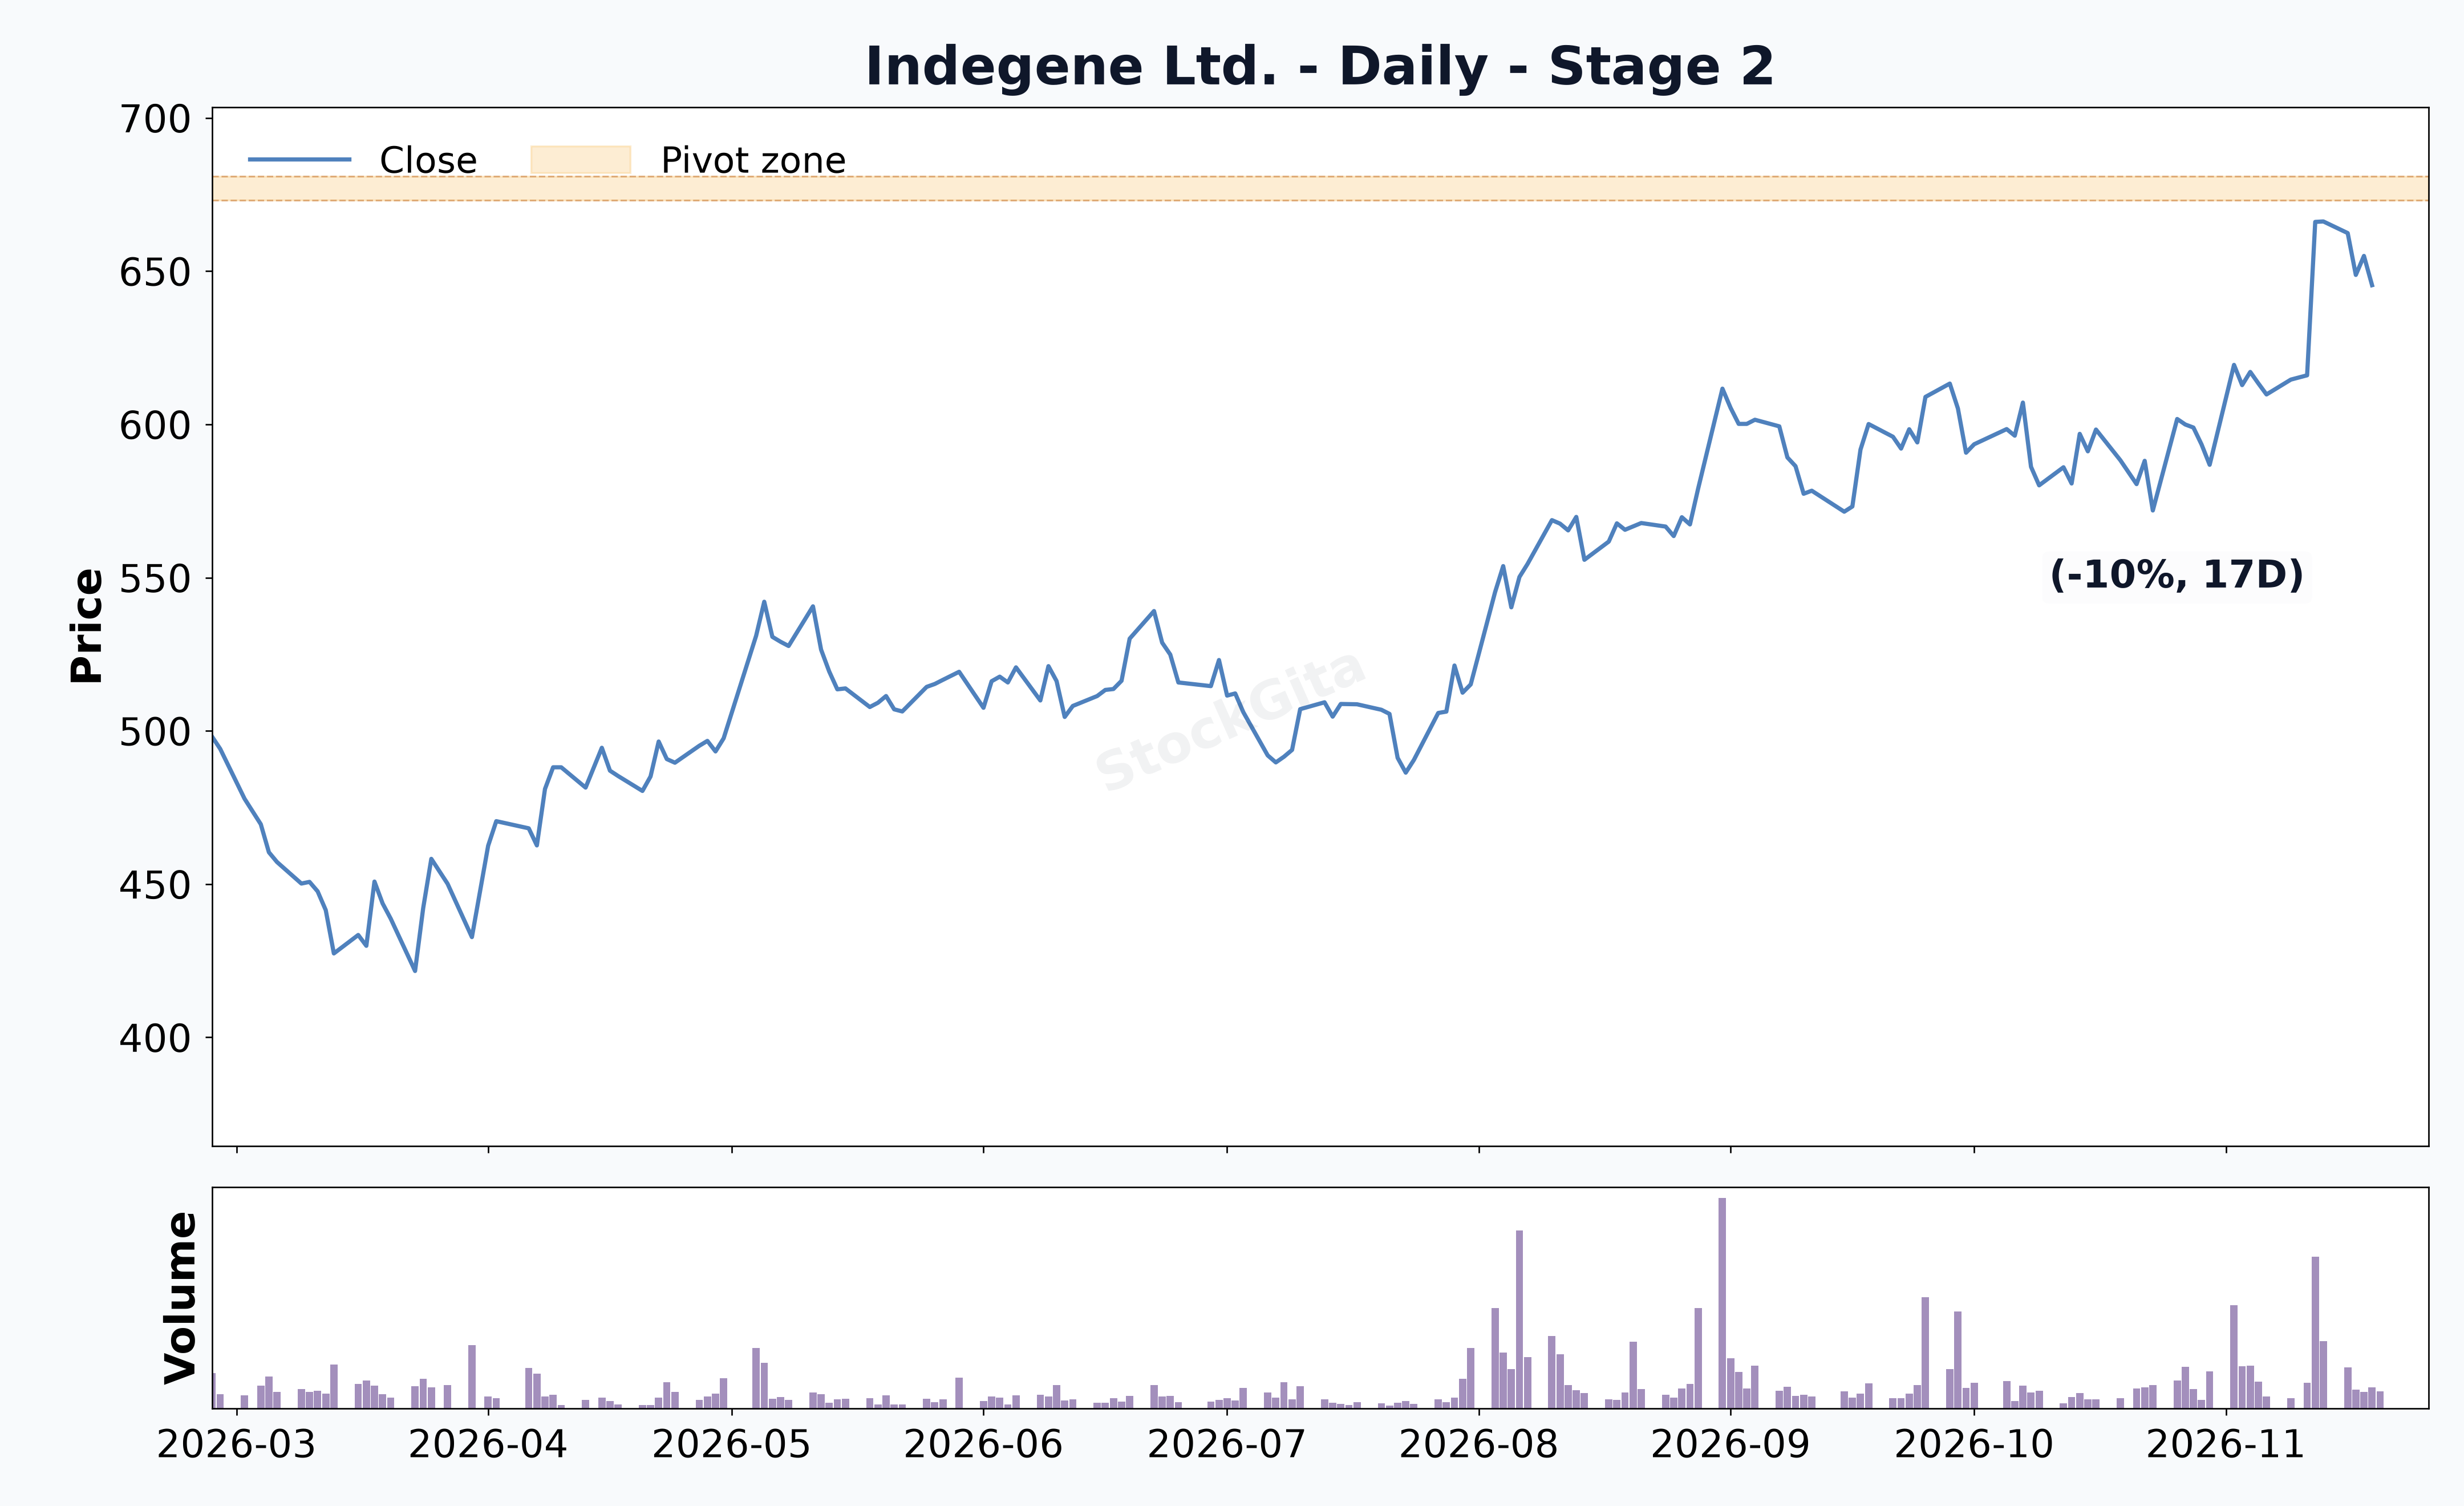 Indegene Ltd. - Daily - Stage 2
Close
Pivot zone
700
650
600
550
500
450
400
Price
(-10%, 17D)
StockGita
Volume
2026-03
2026-04
2026-05
2026-06
2026-07
2026-08
2026-09
2026-10
2026-11